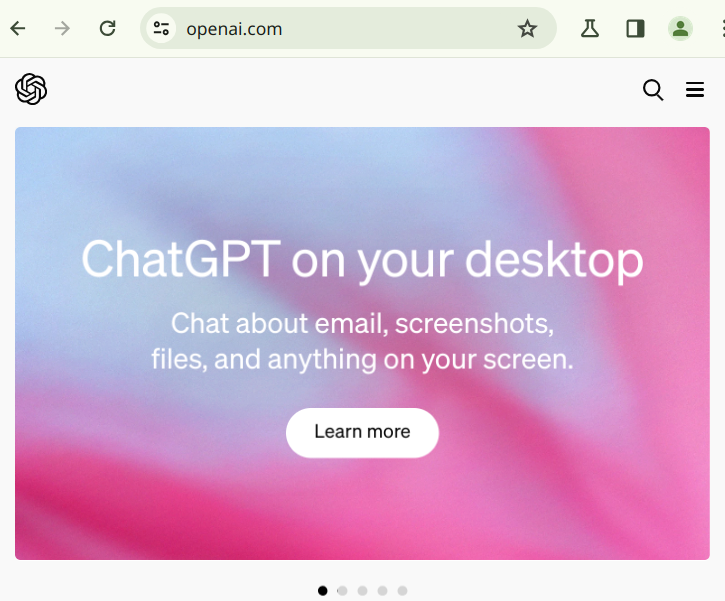 openai.com
ChatGPT on your desktop
Chat about email, screenshots,
files, and anything on your screen.
Learn more